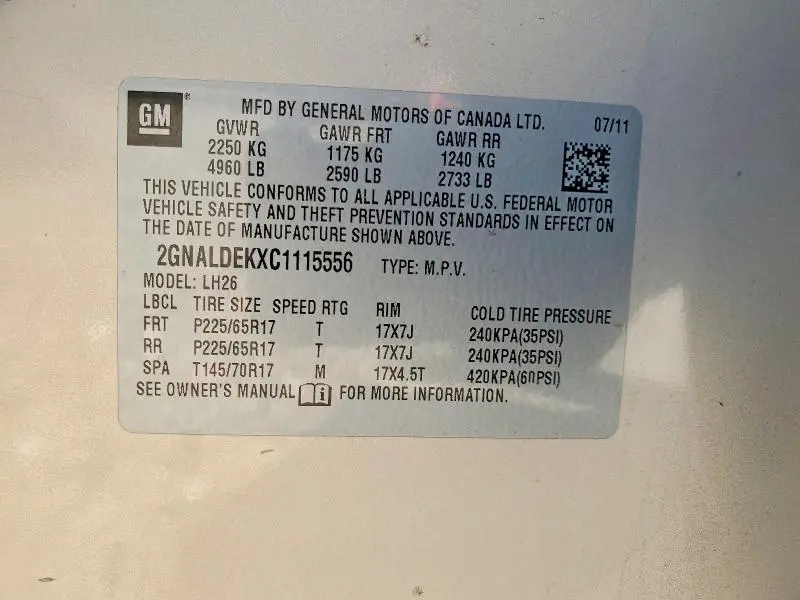 GM ® MFD BY GENERAL MOTORS OF CANADA LTD. 07/11
GVWR GAWR FRT GAWR RR
2250 KG 1175 KG 1240 KG
4960 LB 2590 LB 2733 LB
THIS VEHICLE CONFORMS TO ALL APPLICABLE U.S. FEDERAL MOTOR
VEHICLE SAFETY AND THEFT PREVENTION STANDARDS IN EFFECT ON
THE DATE OF MANUFACTURE SHOWN ABOVE.
2GNALDEKXC1115556 TYPE: M.P.V.
MODEL: LH26
LBCL TIRE SIZE SPEED RTG RIM COLD TIRE PRESSURE
FRT P225/65R17 T 17X7J 240KPA(35PSI)
RR P225/65R17 T 17X7J 240KPA(35PSI)
SPA T145/70R17 M 17X4.5T 420KPA(60PSI)
SEE OWNER'S MANUAL i FOR MORE INFORMATION.